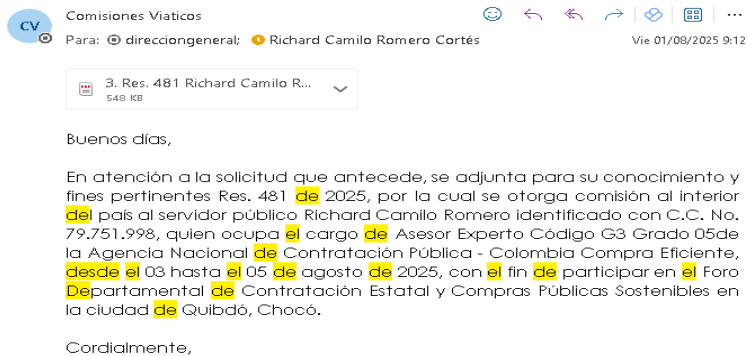 CV
Comisiones Viaticos
Para: direcciongeneral; Richard Camilo Romero Cortés
Vie 01/08/2025 9:12
3. Res. 481 Richard Camilo R...
548 KB
Buenos días,
En atención a la solicitud que antecede, se adjunta para su conocimiento y
fines pertinentes Res. 481 de 2025, por la cual se otorga comisión al interior
del país al servidor público Richard Camilo Romero identificado con C.C. No.
79.751.998, quien ocupa el cargo de Asesor Experto Código G3 Grado 05de
la Agencia Nacional de Contratación Pública - Colombia Compra Eficiente,
desde el 03 hasta el 05 de agosto de 2025, con el fin de participar en el Foro
Departamental de Contratación Estatal y Compras Públicas Sostenibles en
la ciudad de Quibdó, Chocó.
Cordialmente,